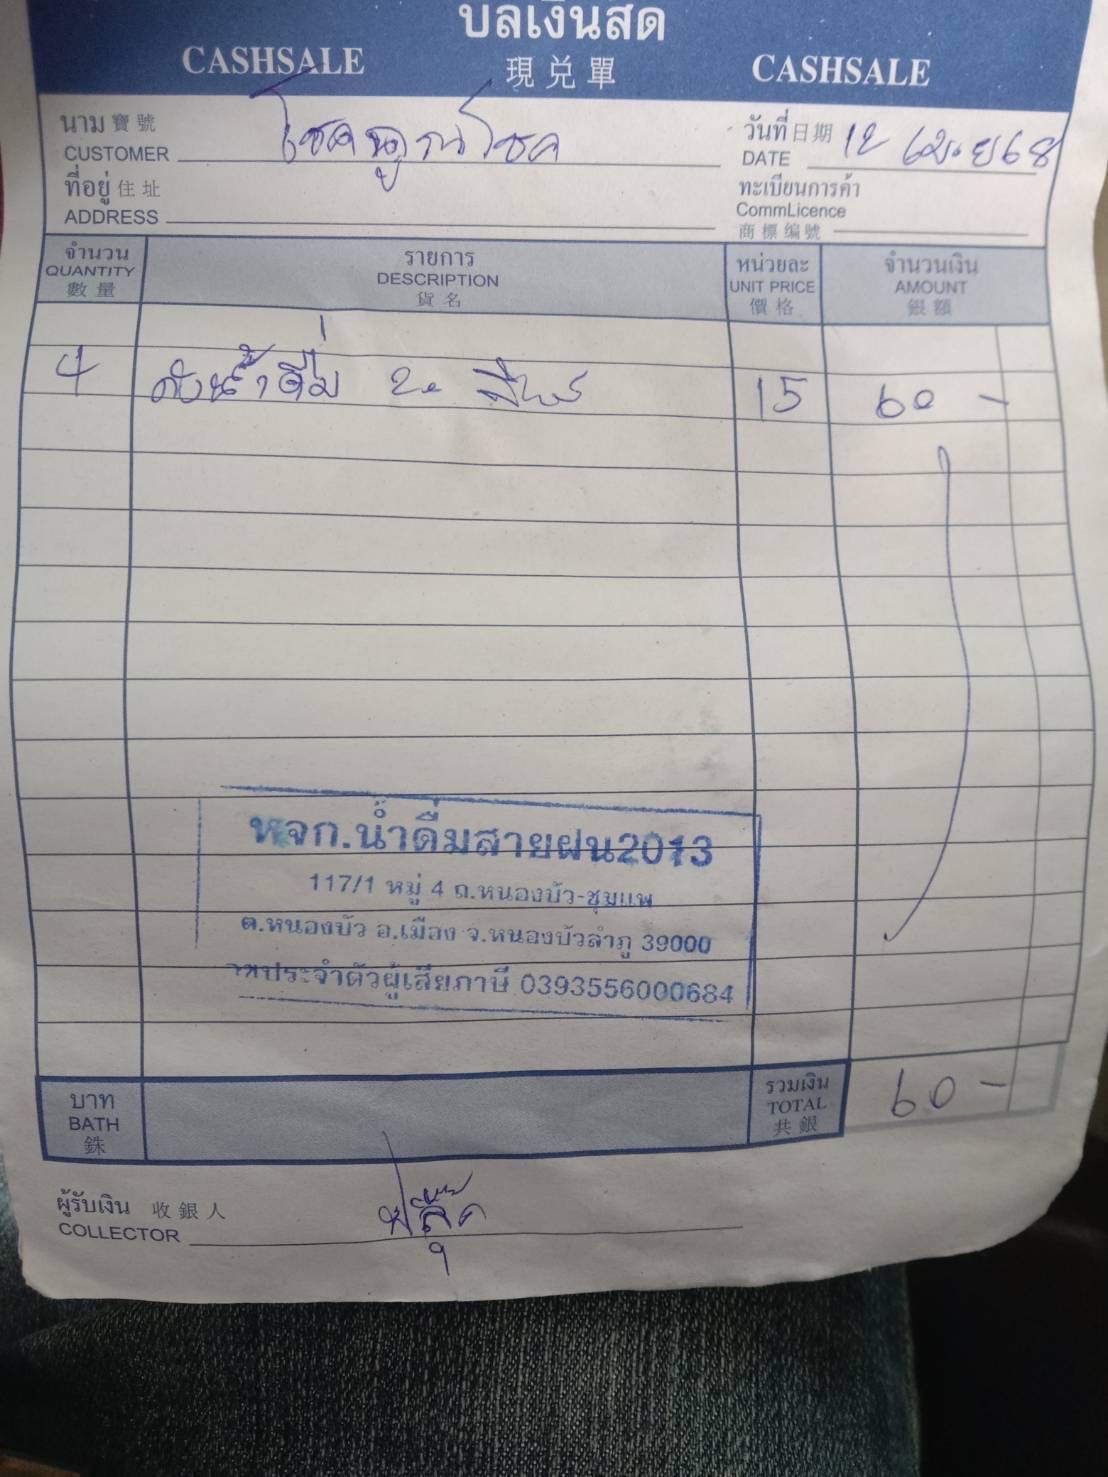 บิลเงินสด
CASHSALE 現兌單 CASHSALE
นาม 寶號
CUSTOMER โชคคูณโชค
วันที่ 日期
DATE 12 เม.ย 68
ที่อยู่ 住址
ADDRESS
ทะเบียนการค้า
CommLicence
商標编號
จำนวน รายการ หน่วยละ จำนวนเงิน
QUANTITY DESCRIPTION UNIT PRICE AMOUNT
數量 貨名 價格 銀額
4 ถังน้ำดื่ม 20 ลิตร 15 60 -
หจก.น้ำดื่มสายฝน2013
117/1 หมู่ 4 ถ.หนองบัว-ชุมแพ
ต.หนองบัว อ.เมือง จ.หนองบัวลำภู 39000
ประจำตัวผู้เสียภาษี 0393556000684
บาท รวมเงิน
BATH TOTAL 60 -
銖 共銀
ผู้รับเงิน 收銀人
COLLECTOR